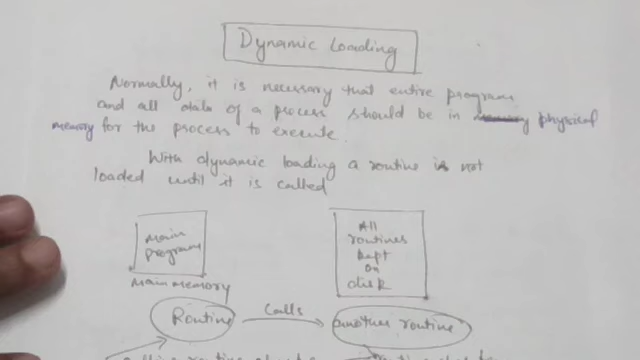 Dynamic Loading
Normally, it is necessary that entire program
and all data of a process should be in physical
memory for the process to execute.
With dynamic loading a routine is not
loaded until it is called
main
program
main memory
All
routines
kept
on
disk
Routine
Calls
another routine